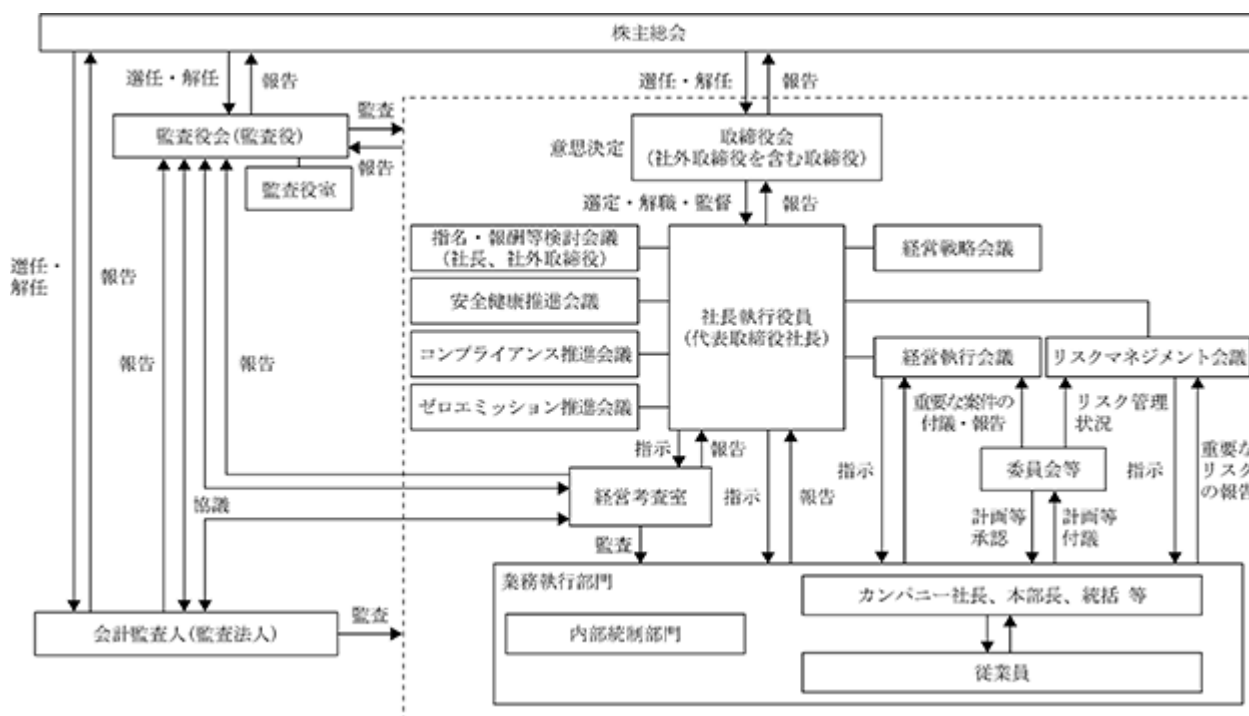 株主総会
選任・解任
報告
選任・解任
報告
監査役会(監査役)
監査
報告
監査役室
意思決定
取締役会
(社外取締役を含む取締役)
選定・解職・監督
報告
指名・報酬等検討会議
(社長、社外取締役)
経営戦略会議
選任・
解任
報告
安全健康推進会議
社長執行役員
(代表取締役社長)
コンプライアンス推進会議
経営執行会議
リスクマネジメント会議
報告
報告
ゼロエミッション推進会議
重要な案件の
付議・報告
リスク管理
状況
指示
報告
委員会等
指示
指示
重要な
リスク
の報告
経営考査室
指示
報告
協議
計画等
承認
計画等
付議
監査
業務執行部門
カンパニー社長、本部長、統括 等
会計監査人(監査法人)
監査
内部統制部門
従業員